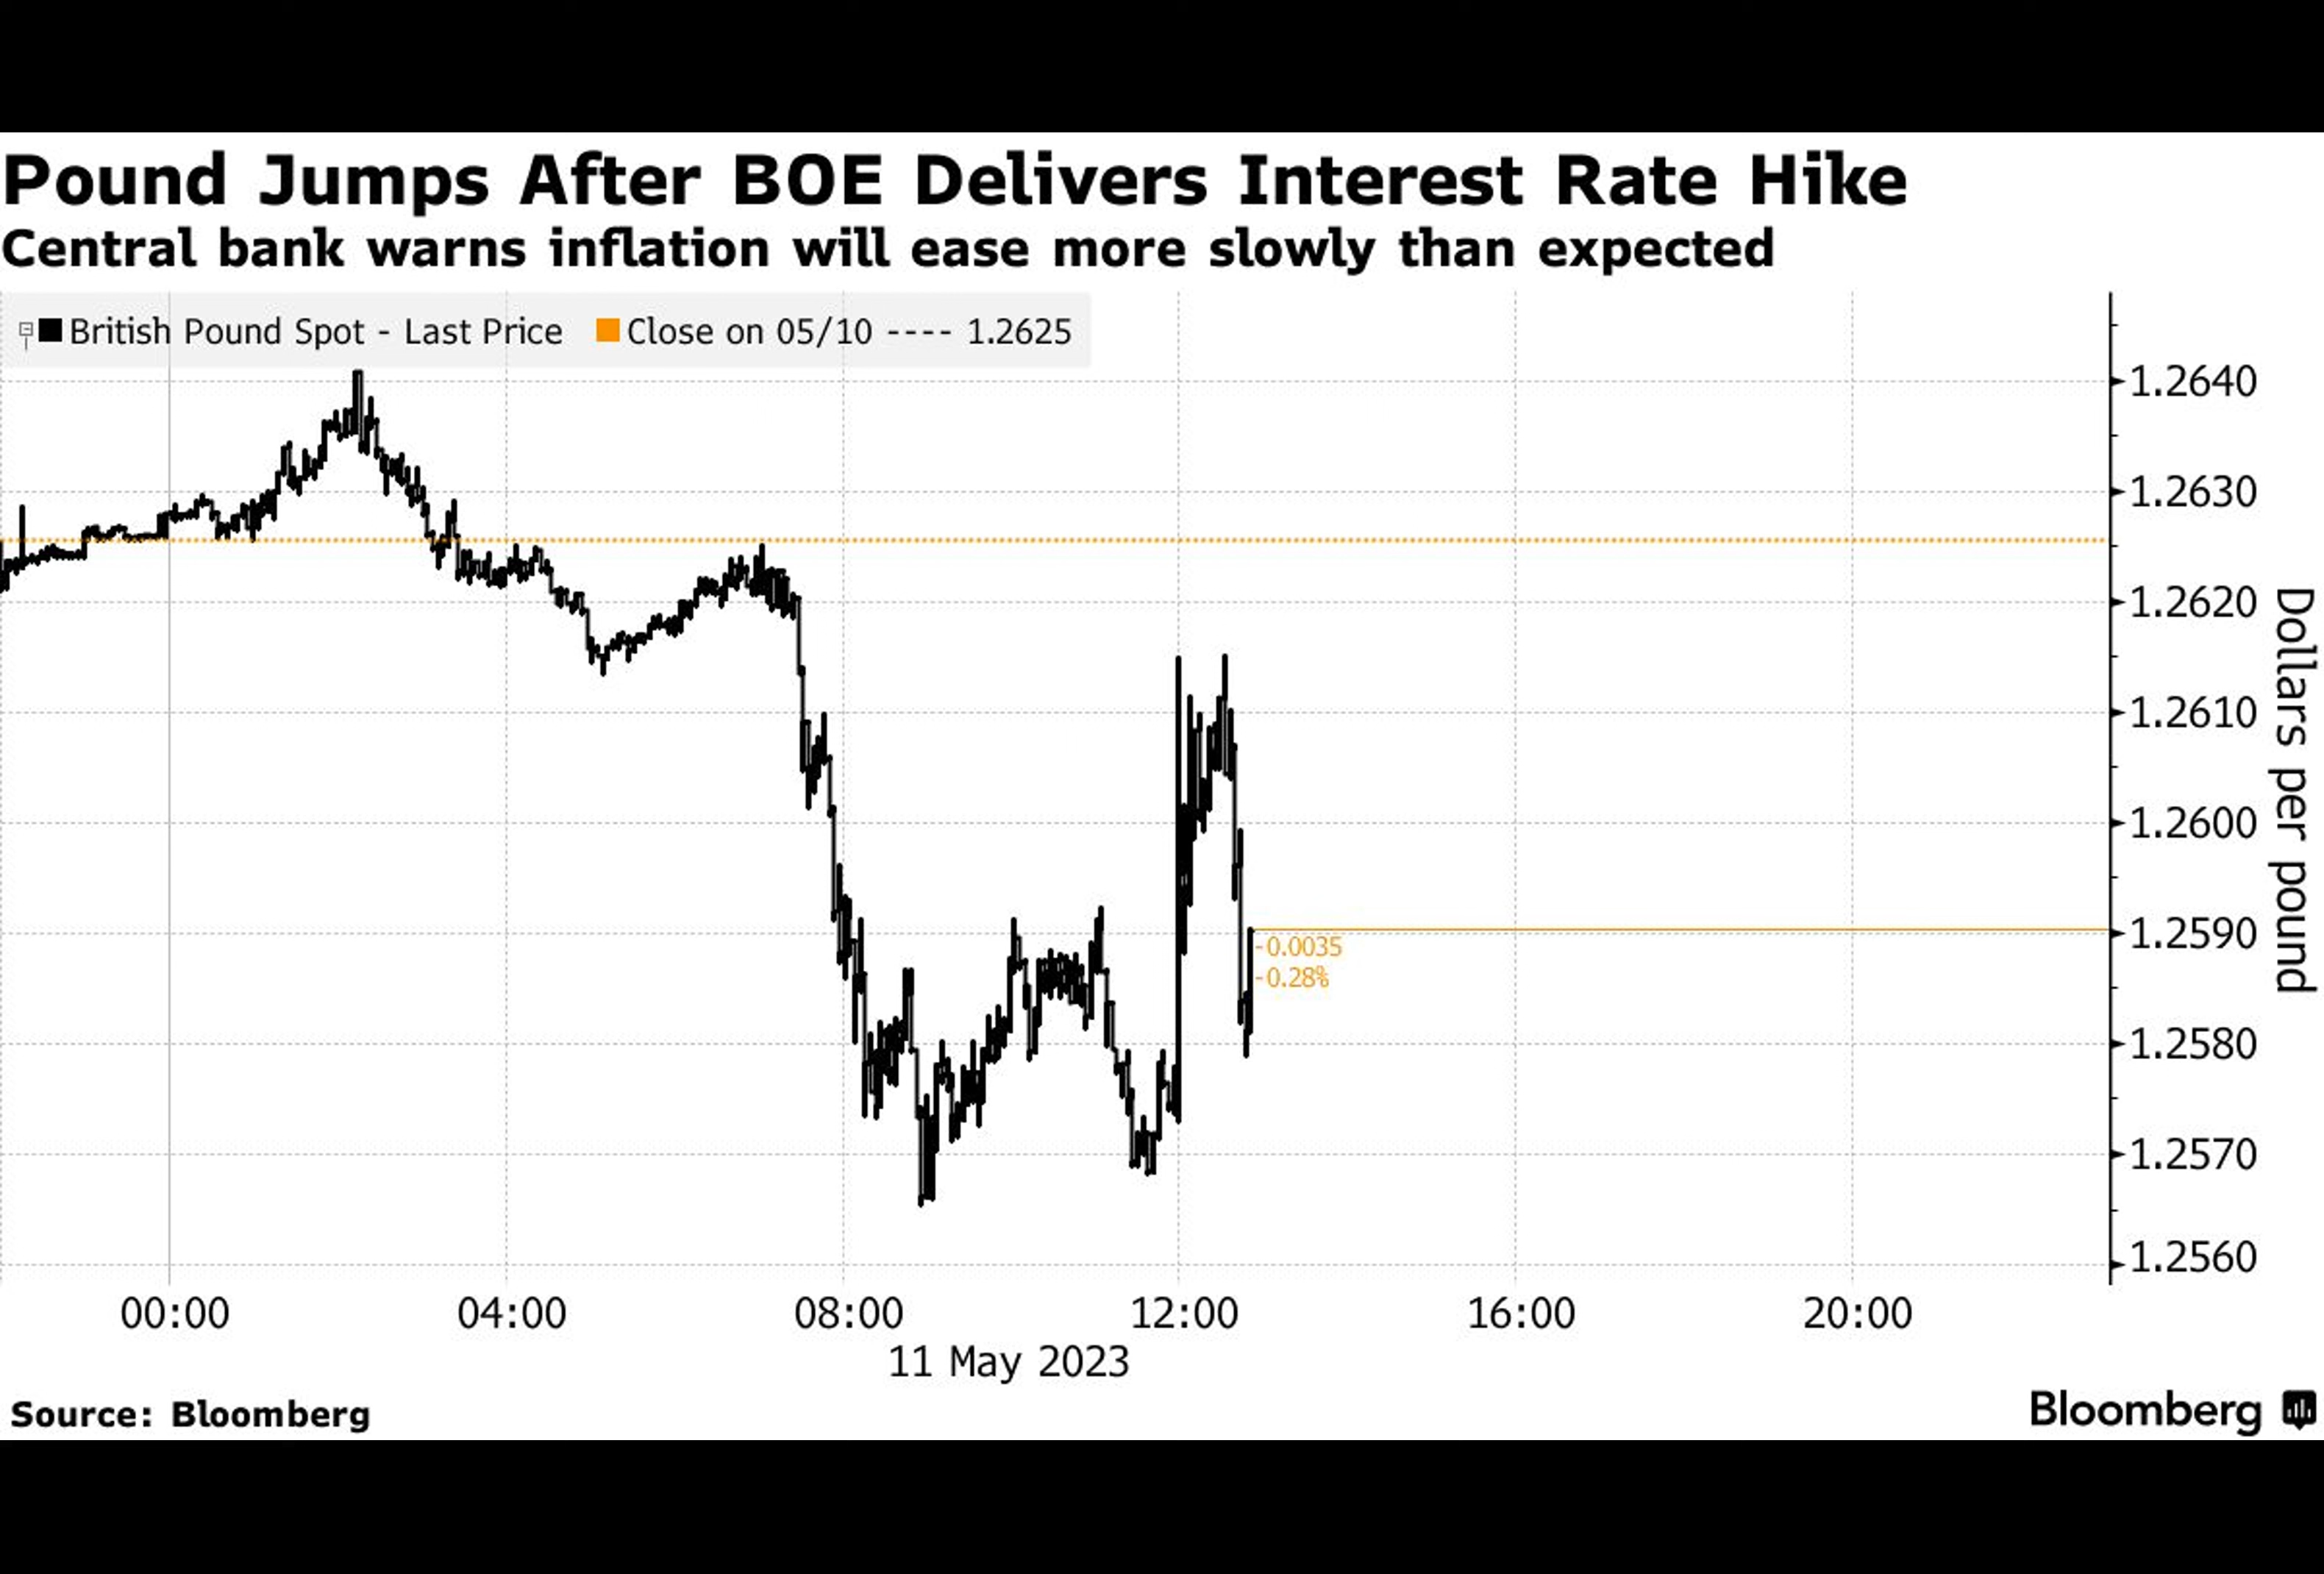 Pound Jumps After BOE Delivers Interest Rate Hike
Central bank warns inflation will ease more slowly than expected
British Pound Spot - Last Price Close on 05/10 ---- 1.2625
1.2640
1.2630
1.2620
1.2610
1.2600
1.2590
1.2580
1.2570
1.2560
Dollars per pound
-0.0035
-0.28%
00:00 04:00 08:00 12:00 16:00 20:00
11 May 2023
Source: Bloomberg
Bloomberg